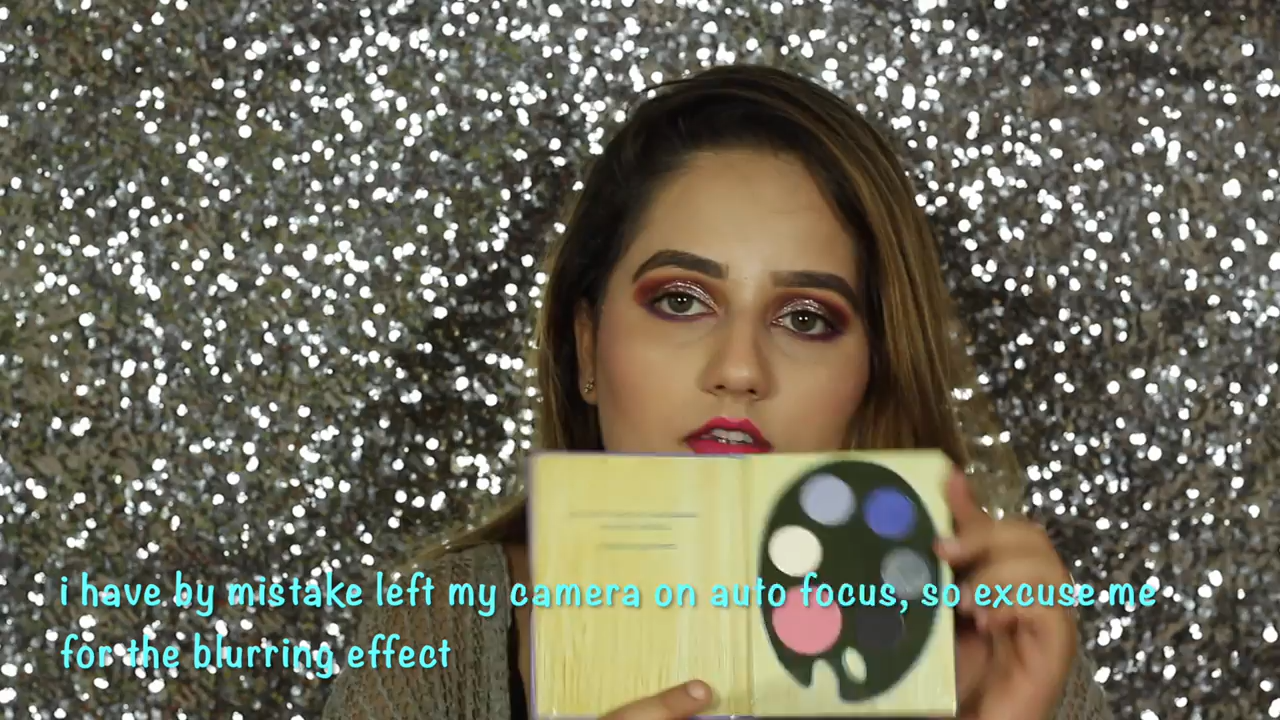 i have by mistake left my camera on auto focus, so excuse me
for the blurring effect